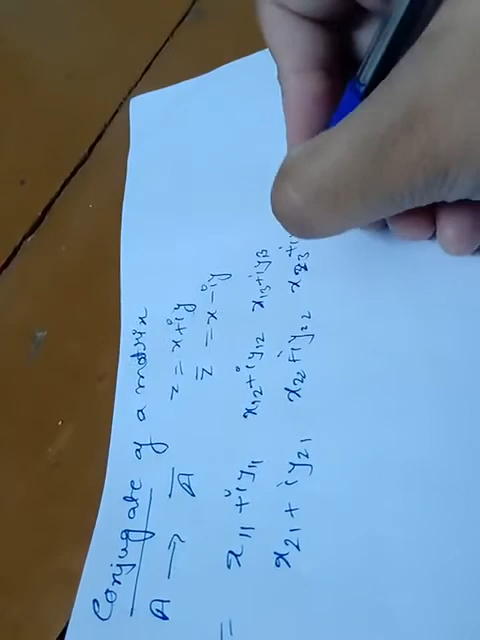 Conjugate of a matrix
A → A̅ z = x+iy
z̅ = x-iy
= x₁₁+iy₁₁ x₁₂+iy₁₂ x₁₃+iy₁₃
x₂₁+iy₂₁ x₂₂+iy₂₂ x₂₃+i